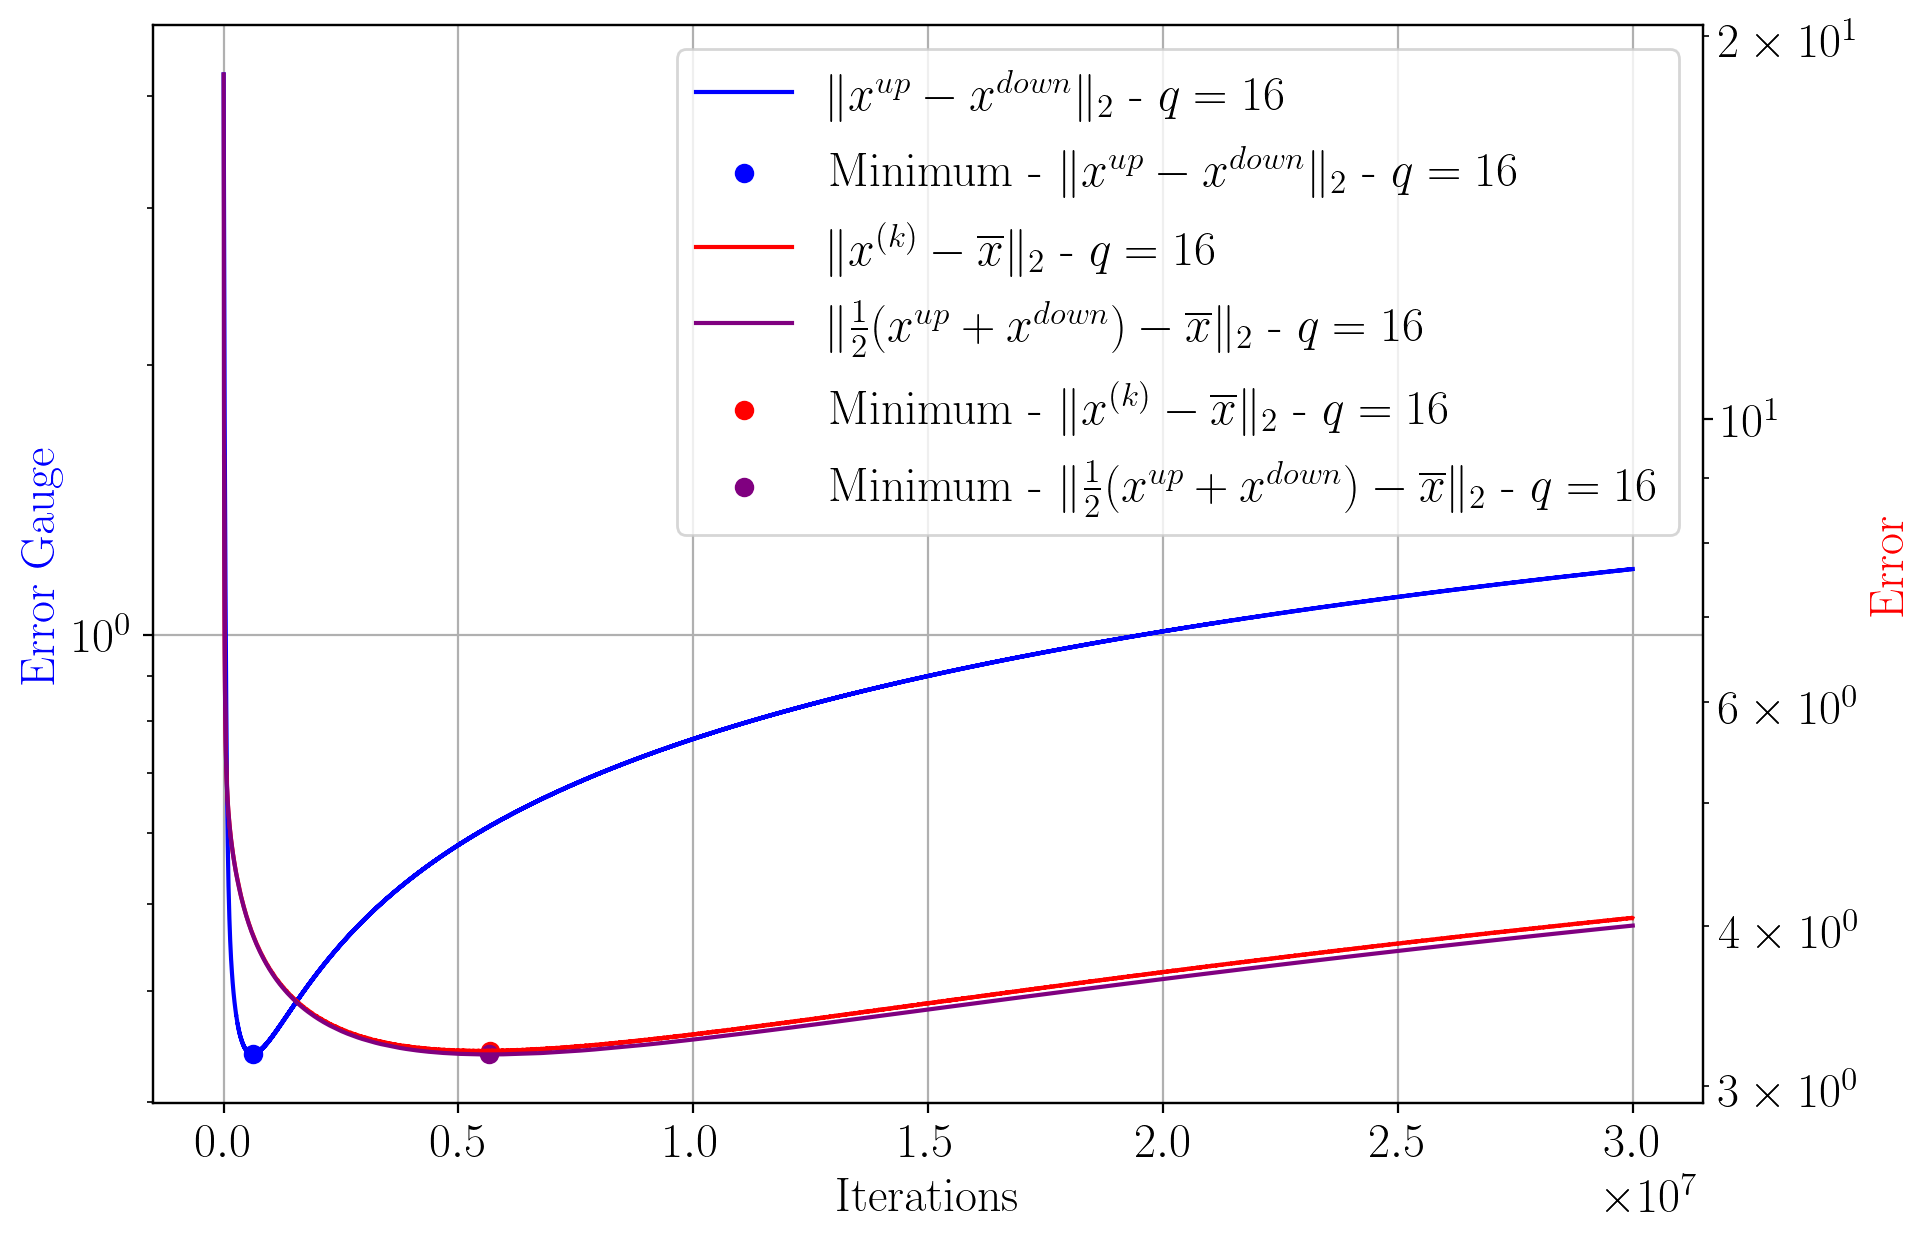 ‖x^{up} − x^{down}‖₂ - q = 16
Minimum - ‖x^{up} − x^{down}‖₂ - q = 16
‖x^{(k)} − x̅‖₂ - q = 16
‖½(x^{up} + x^{down}) − x̅‖₂ - q = 16
Minimum - ‖x^{(k)} − x̅‖₂ - q = 16
Minimum - ‖½(x^{up} + x^{down}) − x̅‖₂ - q = 16
Error Gauge
10⁰
2 × 10¹
10¹
6 × 10⁰
4 × 10⁰
3 × 10⁰
Error
0.0 0.5 1.0 1.5 2.0 2.5 3.0
Iterations
×10⁷